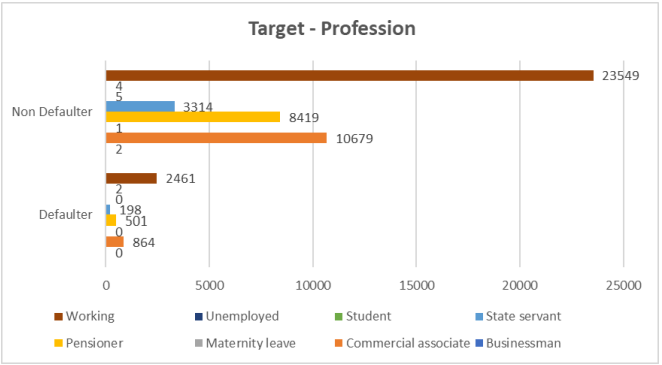 Target - Profession
23549
4
5
3314
Non Defaulter
8419
1
10679
2
2461
2
0
198
Defaulter
501
0
864
0
0 5000 10000 15000 20000 25000
Working Unemployed Student State servant
Pensioner Maternity leave Commercial associate Businessman